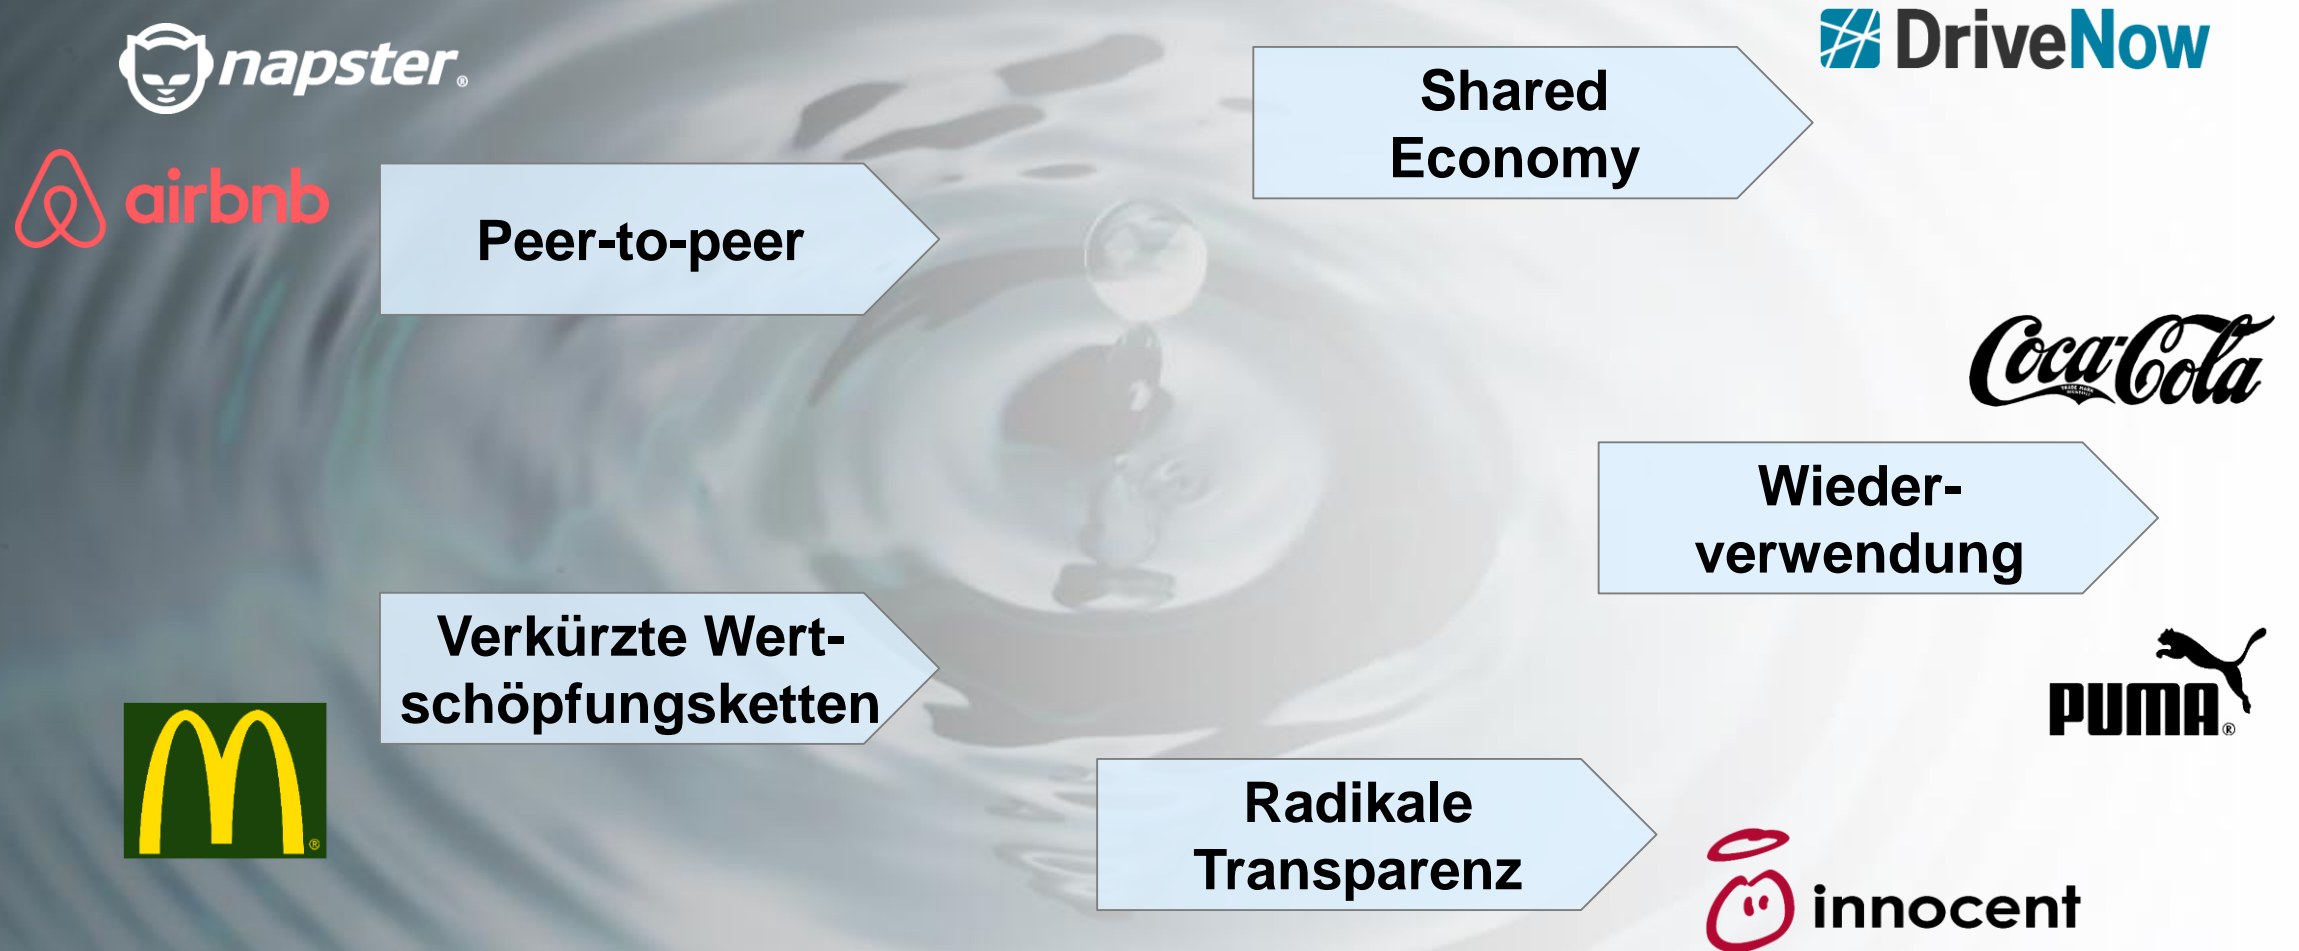 napster®
DriveNow
Shared
Economy
airbnb
Peer-to-peer
Coca-Cola
Wieder-
verwendung
Verkürzte Wert-
schöpfungsketten
PUMA®
M®
Radikale
Transparenz
innocent